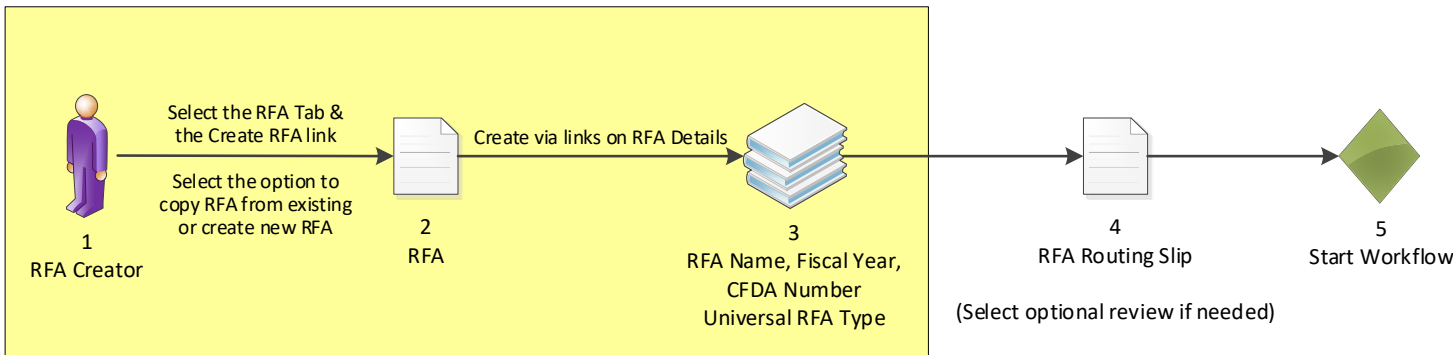 Select the RFA Tab &
the Create RFA link
Select the option to
copy RFA from existing
or create new RFA
1
RFA Creator
2
RFA
Create via links on RFA Details
3
RFA Name, Fiscal Year,
CFDA Number
Universal RFA Type
4
RFA Routing Slip
(Select optional review if needed)
5
Start Workflow